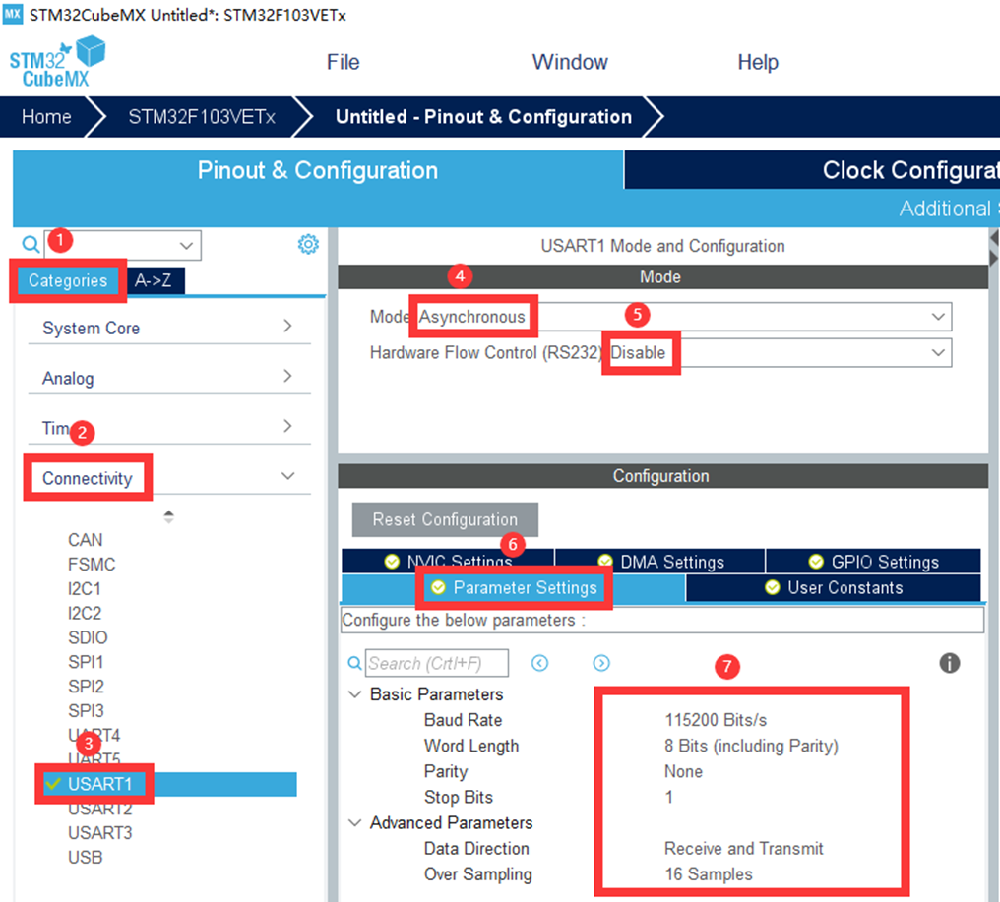 MX STM32CubeMX Untitled*: STM32F103VETx
STM32
CubeMX
File Window Help
Home STM32F103VETx Untitled - Pinout & Configuration
Pinout & Configuration Clock
Additional
1
Categories A->Z
System Core
Analog
2
Connectivity
CAN
FSMC
I2C1
I2C2
SDIO
SPI1
SPI2
SPI3
UART4
3
UART5
USART1
USART2
USART3
USB
USART1 Mode and Configuration
Mode
4
Mode Asynchronous
5
Hardware Flow Control (RS232) Disable
Configuration
Reset Configuration
6
NVIC Settings DMA Settings GPIO Settings
Parameter Settings User Constants
Configure the below parameters :
Search (Crtl+F)
7
Basic Parameters
Baud Rate 115200 Bits/s
Word Length 8 Bits (including Parity)
Parity None
Stop Bits 1
Advanced Parameters
Data Direction Receive and Transmit
Over Sampling 16 Samples